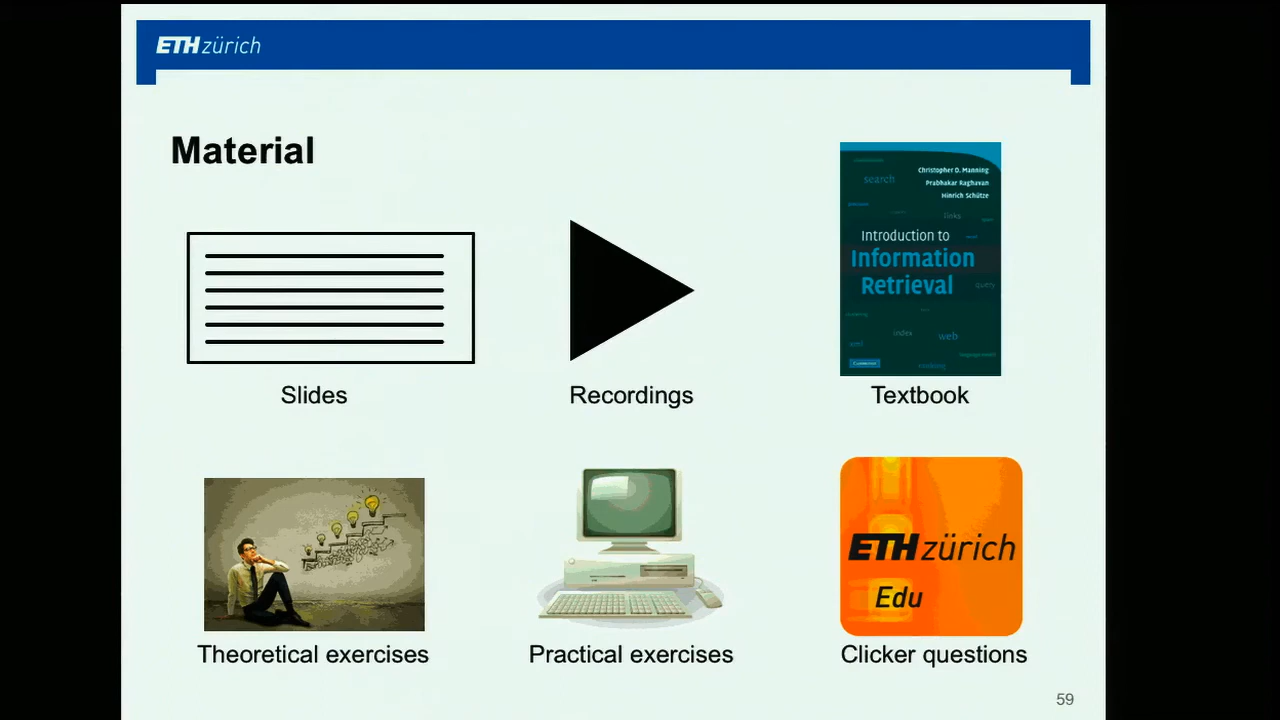 ETH zürich
Material
search
Christopher D. Manning
Prabhakar Raghavan
Hinrich Schütze
links
Introduction to
Information
Retrieval
query
index
web
Slides
Recordings
Textbook
ETH zürich
Edu
Theoretical exercises
Practical exercises
Clicker questions
59